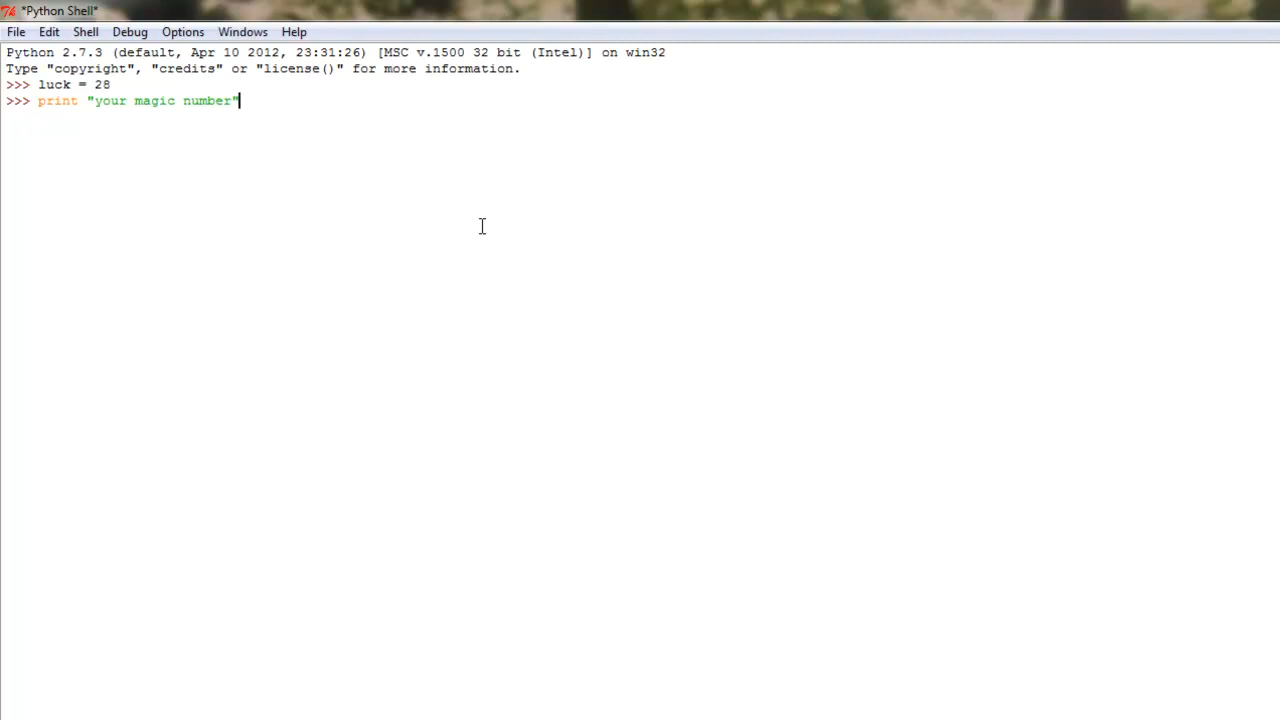 *Python Shell*
File Edit Shell Debug Options Windows Help
Python 2.7.3 (default, Apr 10 2012, 23:31:26) [MSC v.1500 32 bit (Intel)] on win32
Type "copyright", "credits" or "license()" for more information.
>>> luck = 28
>>> print "your magic number"